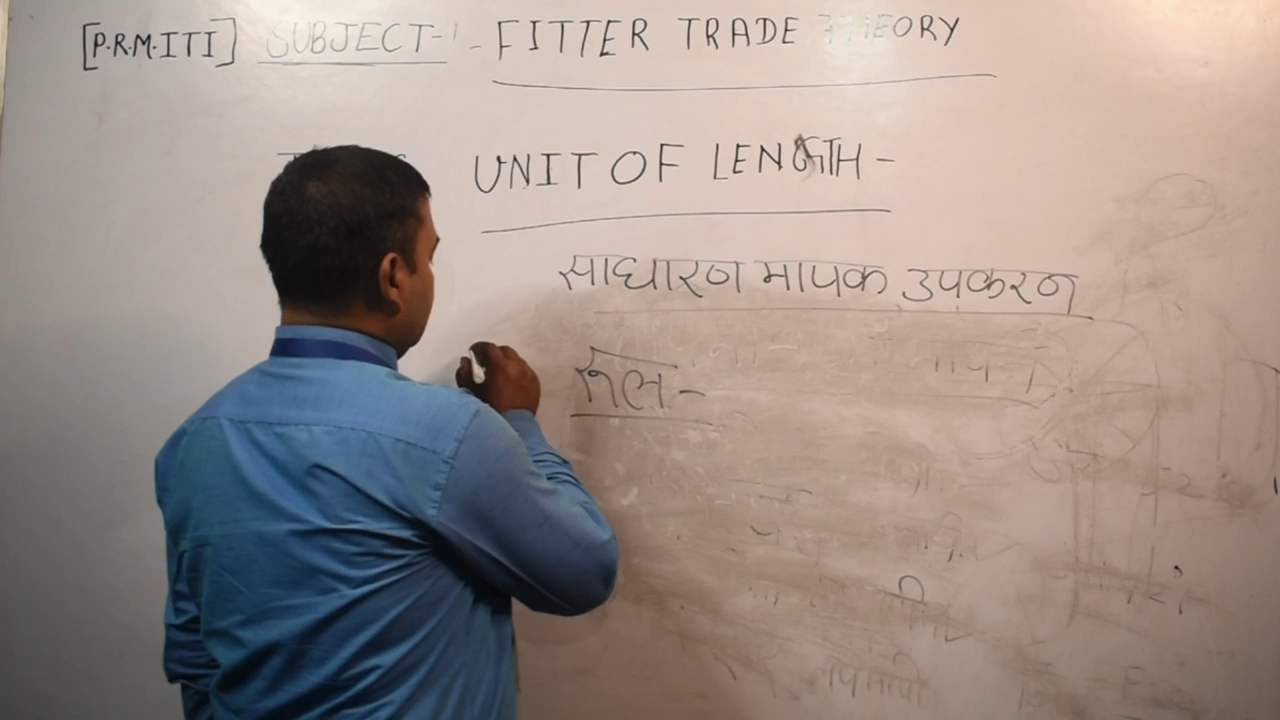 [P.R.M.ITI] SUBJECT- - FITTER TRADE THEORY
UNIT OF LENGTH -
साधारण मापक उपकरण
रूल -